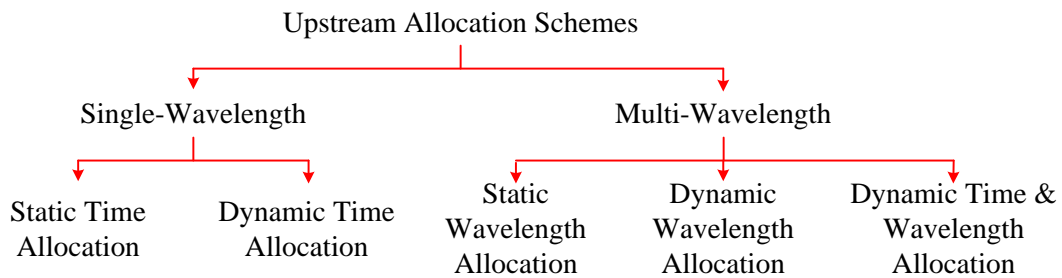 Upstream Allocation Schemes
Single-Wavelength
Multi-Wavelength
Static Time
Allocation
Dynamic Time
Allocation
Static
Wavelength
Allocation
Dynamic
Wavelength
Allocation
Dynamic Time &
Wavelength
Allocation